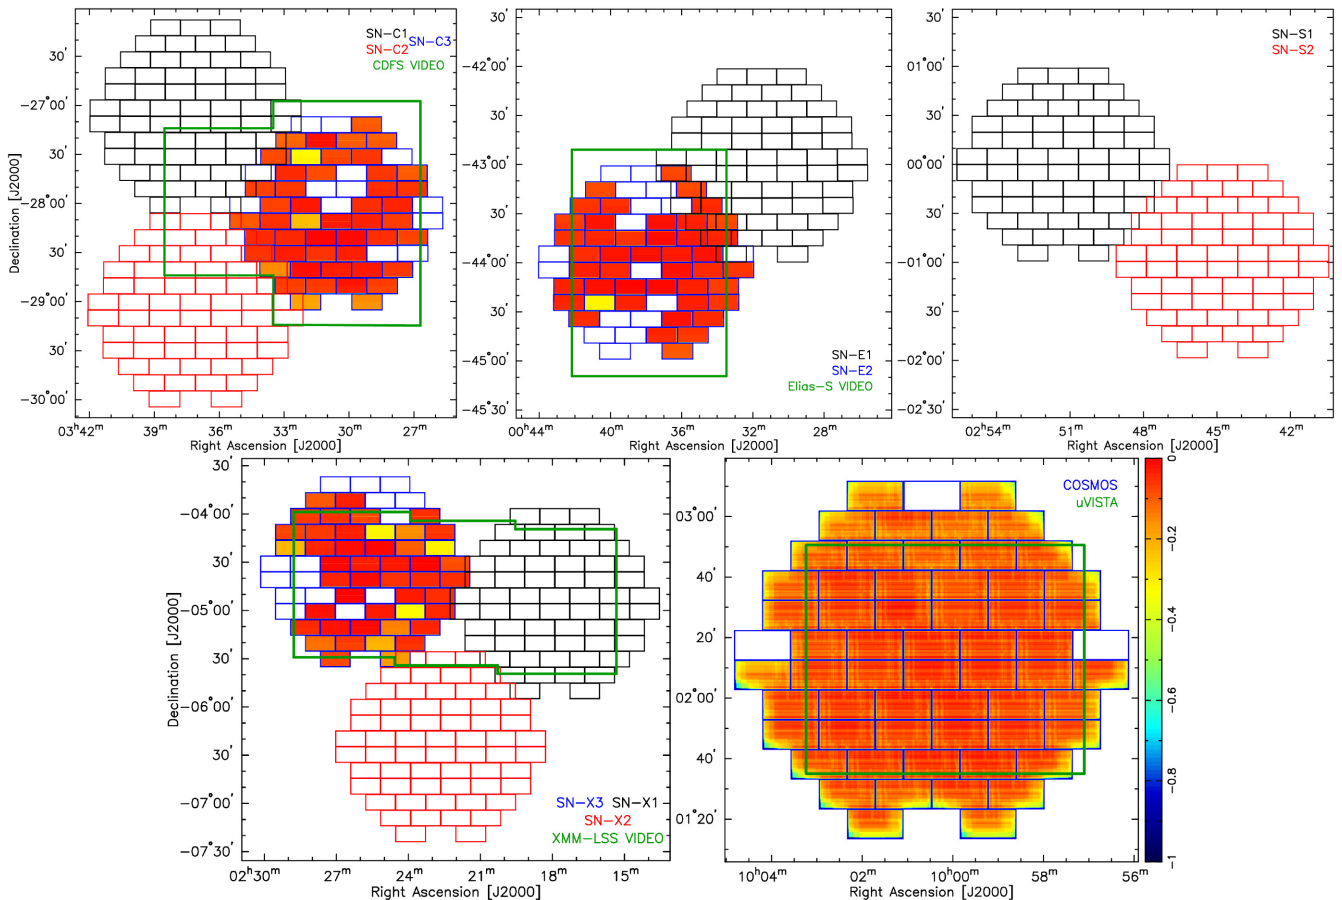 SN-C1
SN-C3
SN-C2
CDFS VIDEO
30′
-27°00′
30′
-28°00′
30′
-29°00′
30′
-30°00′
Declination [J2000]
03ʰ42ᵐ 39ᵐ 36ᵐ 33ᵐ 30ᵐ 27ᵐ
Right Ascension [J2000]
30′
-42°00′
30′
-43°00′
30′
-44°00′
30′
-45°00′
-45°30′
SN-E1
SN-E2
Elias-S VIDEO
00ʰ44ᵐ 40ᵐ 36ᵐ 32ᵐ 28ᵐ
Right Ascension [J2000]
SN-S1
SN-S2
30′
01°00′
30′
00°00′
30′
-01°00′
30′
-02°00′
-02°30′
02ʰ54ᵐ 51ᵐ 48ᵐ 45ᵐ 42ᵐ
Right Ascension [J2000]
30′
-04°00′
30′
-05°00′
30′
-06°00′
30′
-07°00′
-07°30′
Declination [J2000]
SN-X3 SN-X1
SN-X2
XMM-LSS VIDEO
02ʰ30ᵐ 27ᵐ 24ᵐ 21ᵐ 18ᵐ 15ᵐ
Right Ascension [J2000]
COSMOS
uVISTA
03°00′
40′
20′
02°00′
40′
01°20′
10ʰ04ᵐ 02ᵐ 10ʰ00ᵐ 58ᵐ 56ᵐ
Right Ascension [J2000]
0
-0.2
-0.4
-0.6
-0.8
-1